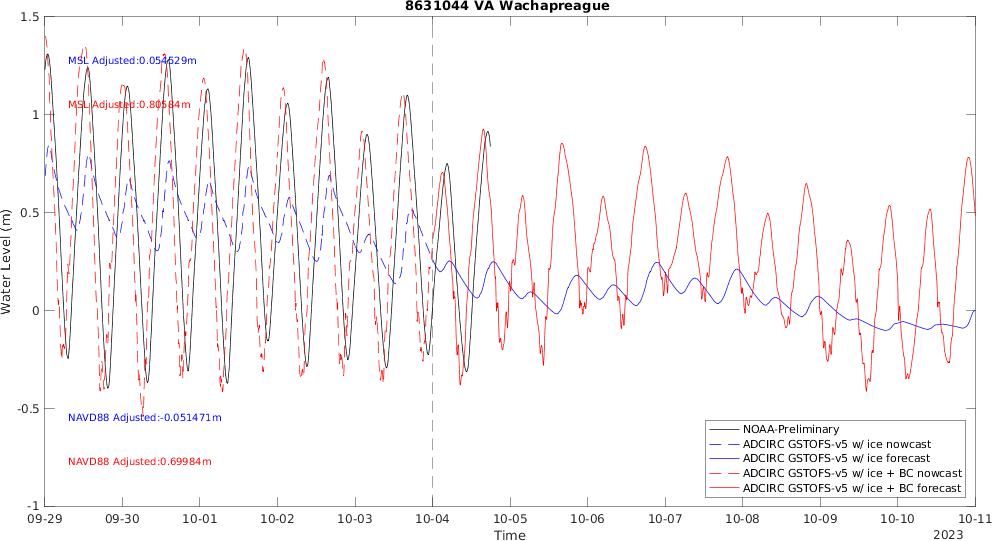 8631044 VA Wachapreague
1.5
1
0.5
0
-0.5
-1
Water Level (m)
MSL Adjusted:0.054529m
MSL Adjusted:0.80584m
NAVD88 Adjusted:-0.051471m
NAVD88 Adjusted:0.69984m
NOAA-Preliminary
ADCIRC GSTOFS-v5 w/ ice nowcast
ADCIRC GSTOFS-v5 w/ ice forecast
ADCIRC GSTOFS-v5 w/ ice + BC nowcast
ADCIRC GSTOFS-v5 w/ ice + BC forecast
09-29 09-30 10-01 10-02 10-03 10-04 10-05 10-06 10-07 10-08 10-09 10-10 10-11
Time
2023